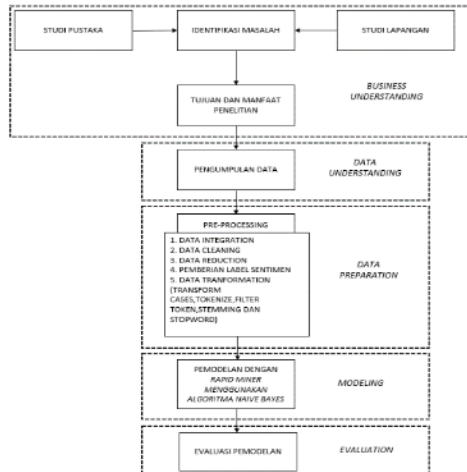 STUDI PUSTAKA
IDENTIFIKASI MASALAH
STUDI LAPANGAN
TUJUAN DAN MANFAAT
PENELITIAN
BUSINESS
UNDERSTANDING
PENGUMPULAN DATA
DATA
UNDERSTANDING
PRE-PROCESSING
1. DATA INTEGRATION
2. DATA CLEANING
3. DATA REDUCTION
4. PEMBERIAN LABEL SENTIMEN
5. DATA TRANFORMATION
(TRANSFORM
CASES,TOKENIZE,FILTER
TOKEN,STEMMING DAN
STOPWORD)
DATA
PREPARATION
PEMODELAN DENGAN
RAPID MINER
MENGGUNAKAN
ALGORITMA NAIVE BAYES
MODELING
EVALUASI PEMODELAN
EVALUATION